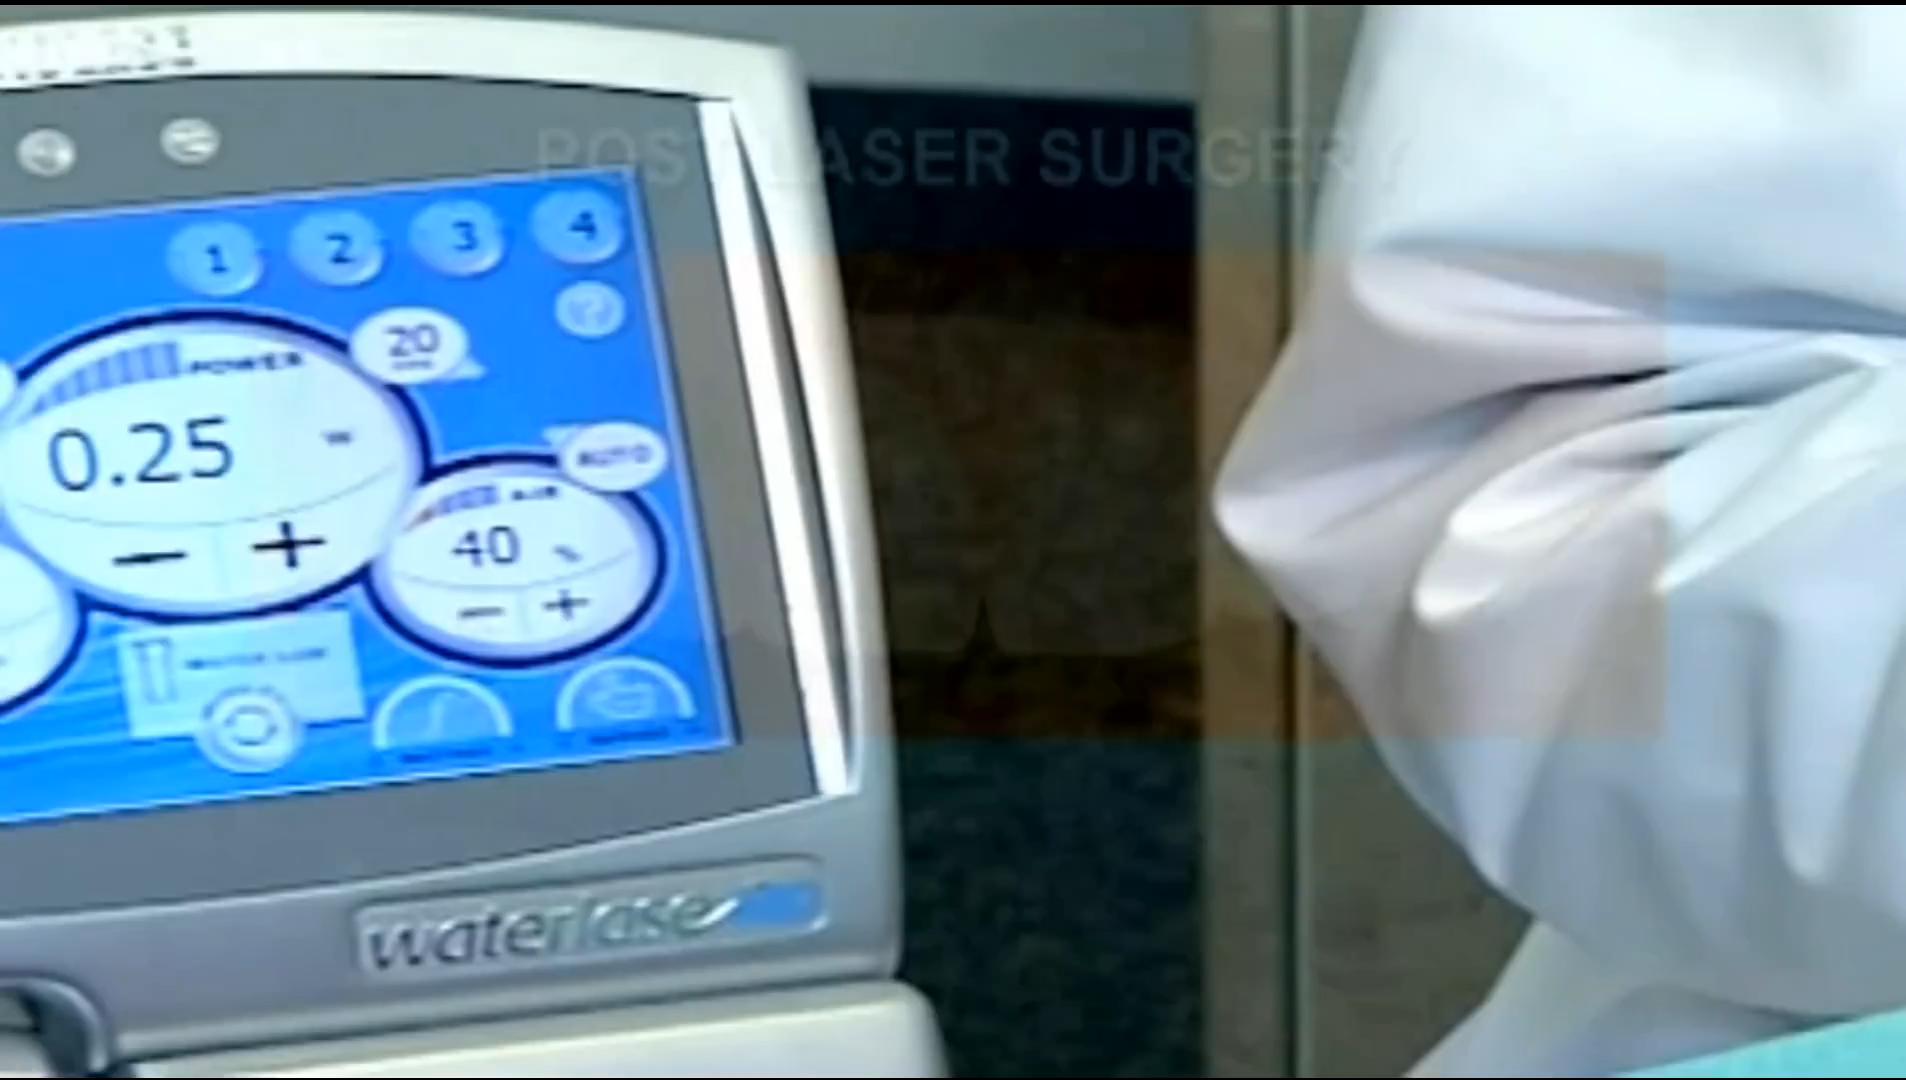 POST LASER SURGERY
1 2 3 4
POWER
20
0.25 w
AUTO
AIR
40 %
- +
- +
waterlase